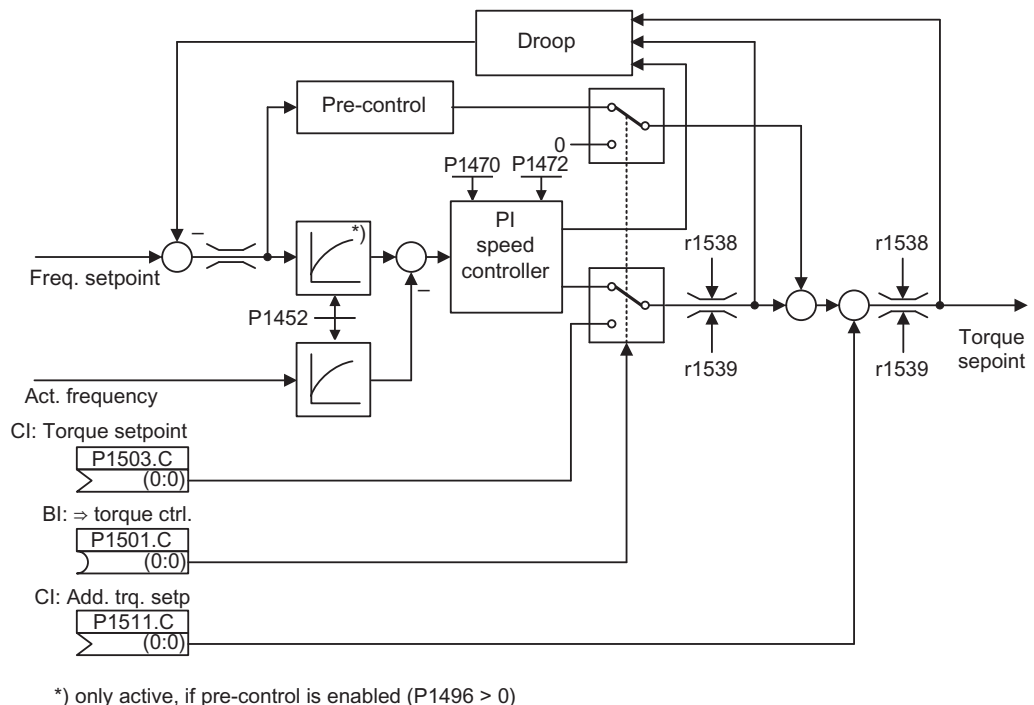 Droop
Pre-control
0
P1470
P1472
*)
PI
speed
controller
r1538
r1538
Freq. setpoint
P1452
r1539
r1539
Torque
sepoint
Act. frequency
CI: Torque setpoint
P1503.C
(0:0)
BI: ⇒ torque ctrl.
P1501.C
(0:0)
CI: Add. trq. setp
P1511.C
(0:0)
*) only active, if pre-control is enabled (P1496 > 0)